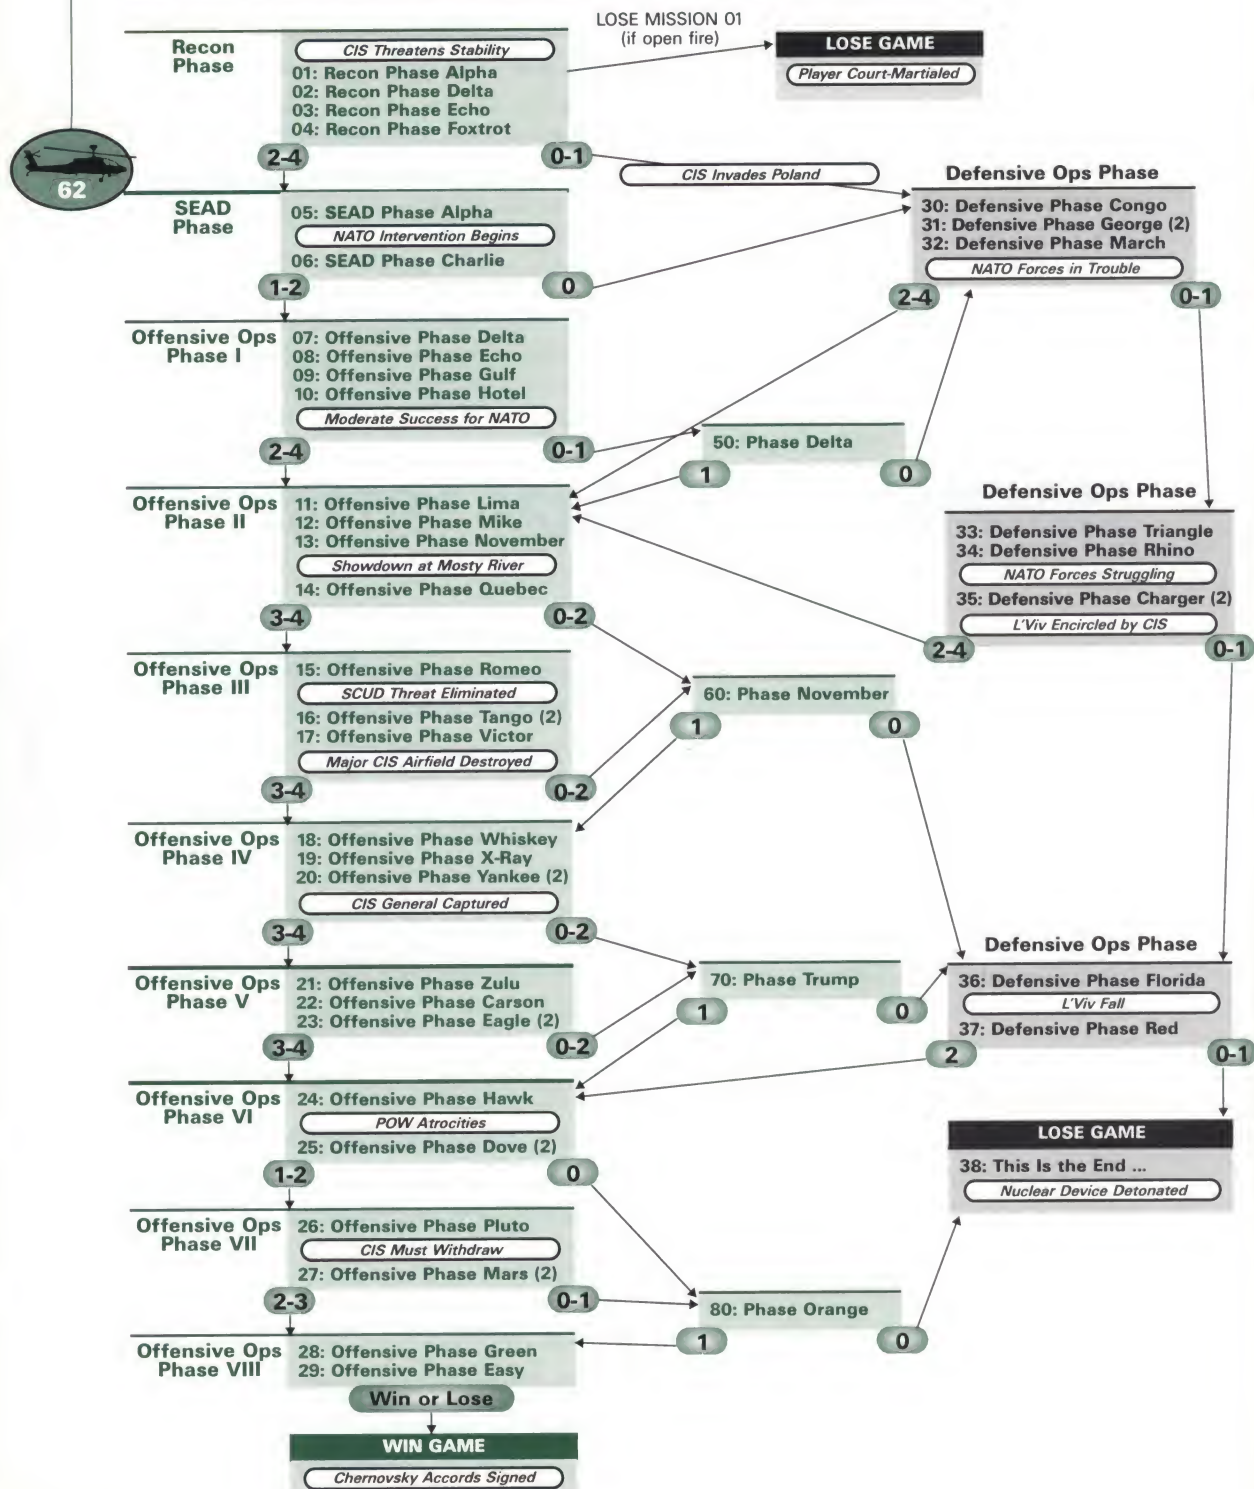 LOSE MISSION 01
(if open fire)
Recon
Phase
CIS Threatens Stability
01: Recon Phase Alpha
02: Recon Phase Delta
03: Recon Phase Echo
04: Recon Phase Foxtrot
2-4
0-1
LOSE GAME
Player Court-Martialed
62
CIS Invades Poland
SEAD
Phase
05: SEAD Phase Alpha
NATO Intervention Begins
06: SEAD Phase Charlie
1-2
0
Defensive Ops Phase
30: Defensive Phase Congo
31: Defensive Phase George (2)
32: Defensive Phase March
NATO Forces in Trouble
2-4
0-1
Offensive Ops
Phase I
07: Offensive Phase Delta
08: Offensive Phase Echo
09: Offensive Phase Gulf
10: Offensive Phase Hotel
Moderate Success for NATO
2-4
0-1
50: Phase Delta
1
0
Offensive Ops
Phase II
11: Offensive Phase Lima
12: Offensive Phase Mike
13: Offensive Phase November
Showdown at Mosty River
14: Offensive Phase Quebec
3-4
0-2
Defensive Ops Phase
33: Defensive Phase Triangle
34: Defensive Phase Rhino
NATO Forces Struggling
35: Defensive Phase Charger (2)
L'Viv Encircled by CIS
2-4
0-1
Offensive Ops
Phase III
15: Offensive Phase Romeo
SCUD Threat Eliminated
16: Offensive Phase Tango (2)
17: Offensive Phase Victor
Major CIS Airfield Destroyed
3-4
0-2
60: Phase November
1
0
Offensive Ops
Phase IV
18: Offensive Phase Whiskey
19: Offensive Phase X-Ray
20: Offensive Phase Yankee (2)
CIS General Captured
3-4
0-2
Offensive Ops
Phase V
21: Offensive Phase Zulu
22: Offensive Phase Carson
23: Offensive Phase Eagle (2)
3-4
0-2
70: Phase Trump
1
0
Defensive Ops Phase
36: Defensive Phase Florida
L'Viv Fall
37: Defensive Phase Red
2
0-1
Offensive Ops
Phase VI
24: Offensive Phase Hawk
POW Atrocities
25: Offensive Phase Dove (2)
1-2
0
LOSE GAME
38: This Is the End ...
Nuclear Device Detonated
Offensive Ops
Phase VII
26: Offensive Phase Pluto
CIS Must Withdraw
27: Offensive Phase Mars (2)
2-3
0-1
80: Phase Orange
1
0
Offensive Ops
Phase VIII
28: Offensive Phase Green
29: Offensive Phase Easy
Win or Lose
WIN GAME
Chernovsky Accords Signed